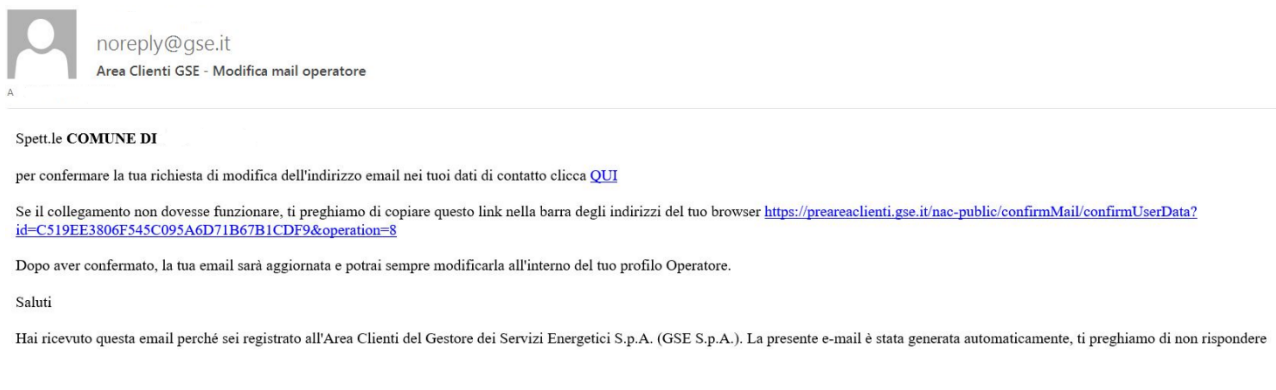 noreply@gse.it
Area Clienti GSE - Modifica mail operatore
A
Spett.le COMUNE DI
per confermare la tua richiesta di modifica dell'indirizzo email nei tuoi dati di contatto clicca QUI
Se il collegamento non dovesse funzionare, ti preghiamo di copiare questo link nella barra degli indirizzi del tuo browser https://preareaclienti.gse.it/nac-public/confirmMail/confirmUserData?
id=C519EE3806F545C095A6D71B67B1CDF9&operation=8
Dopo aver confermato, la tua email sarà aggiornata e potrai sempre modificarla all'interno del tuo profilo Operatore.
Saluti
Hai ricevuto questa email perché sei registrato all'Area Clienti del Gestore dei Servizi Energetici S.p.A. (GSE S.p.A.). La presente e-mail è stata generata automaticamente, ti preghiamo di non rispondere